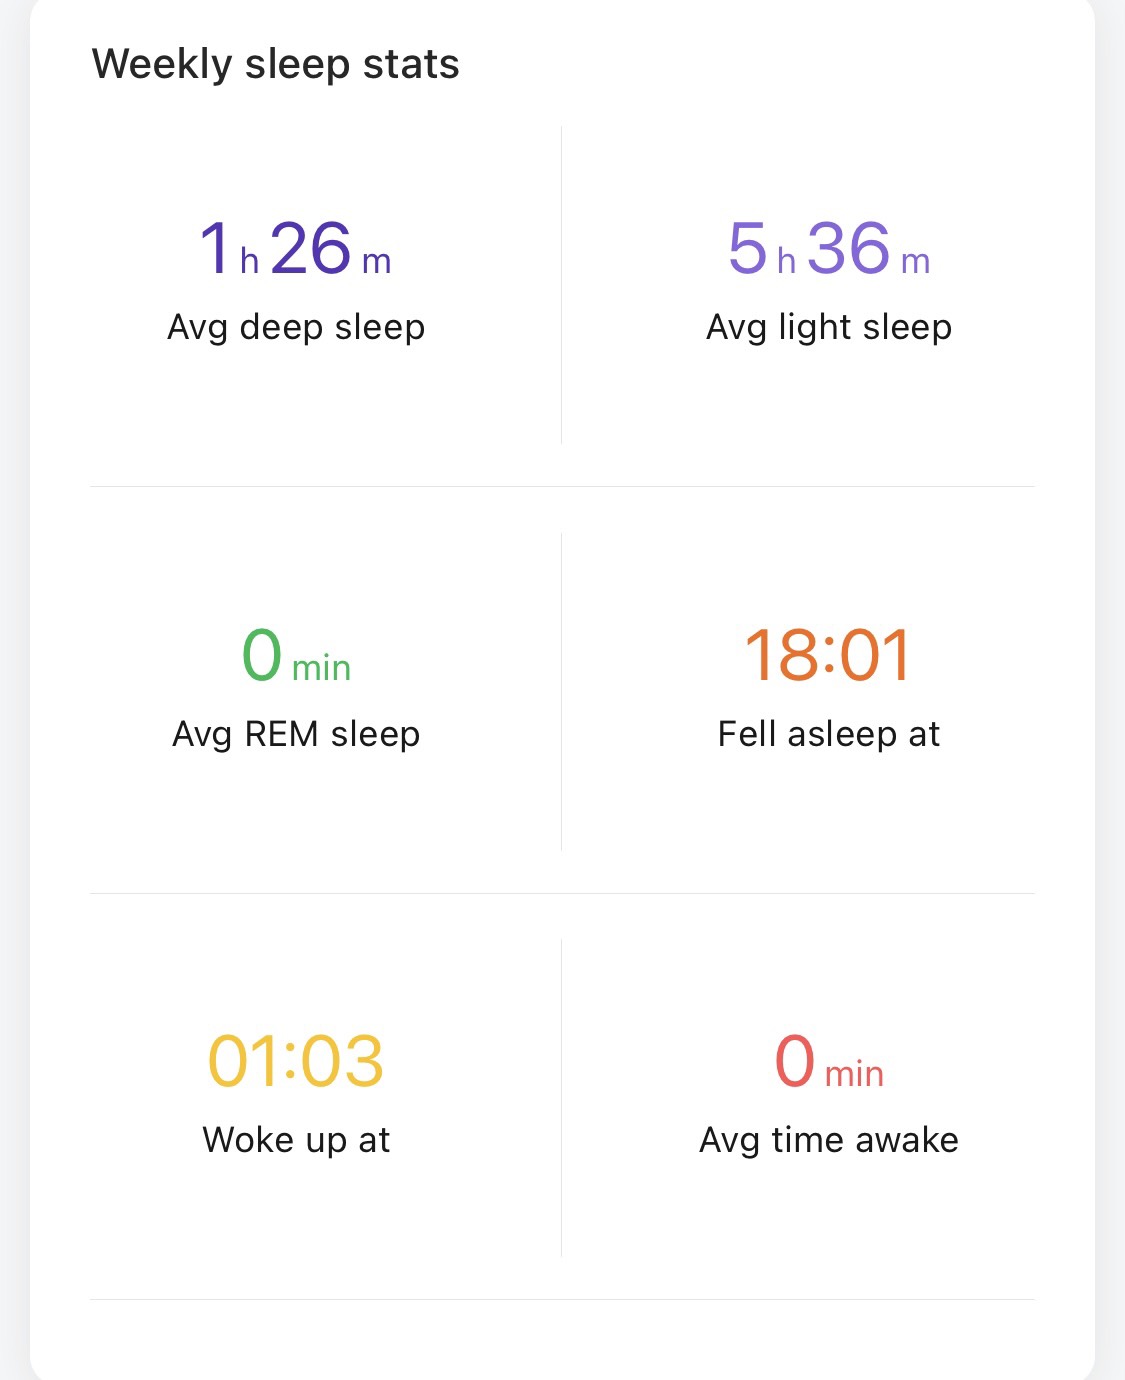 Weekly sleep stats
1 h 26 m
Avg deep sleep
5 h 36 m
Avg light sleep
0 min
Avg REM sleep
18:01
Fell asleep at
01:03
Woke up at
0 min
Avg time awake